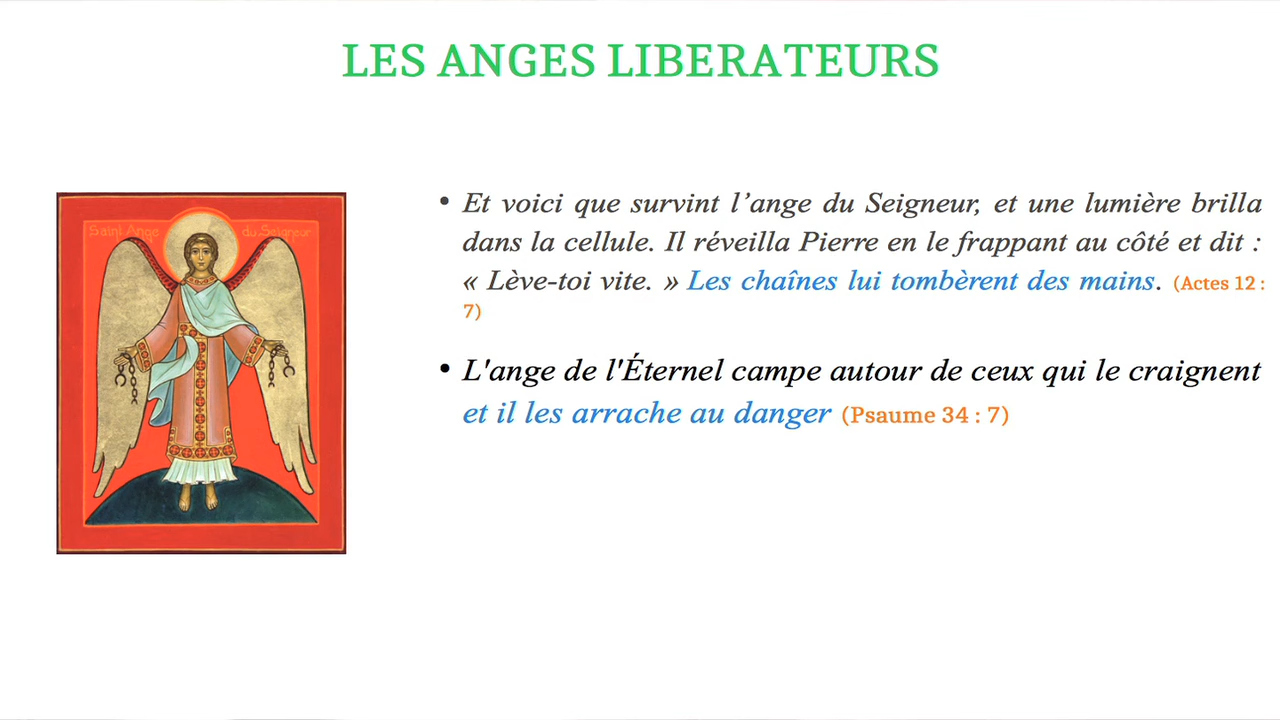 LES ANGES LIBERATEURS
Saint Ange du Seigneur
• Et voici que survint l’ange du Seigneur, et une lumière brilla
dans la cellule. Il réveilla Pierre en le frappant au côté et dit :
« Lève-toi vite. » Les chaînes lui tombèrent des mains. (Actes 12 :
7)
• L'ange de l'Éternel campe autour de ceux qui le craignent
et il les arrache au danger (Psaume 34 : 7)